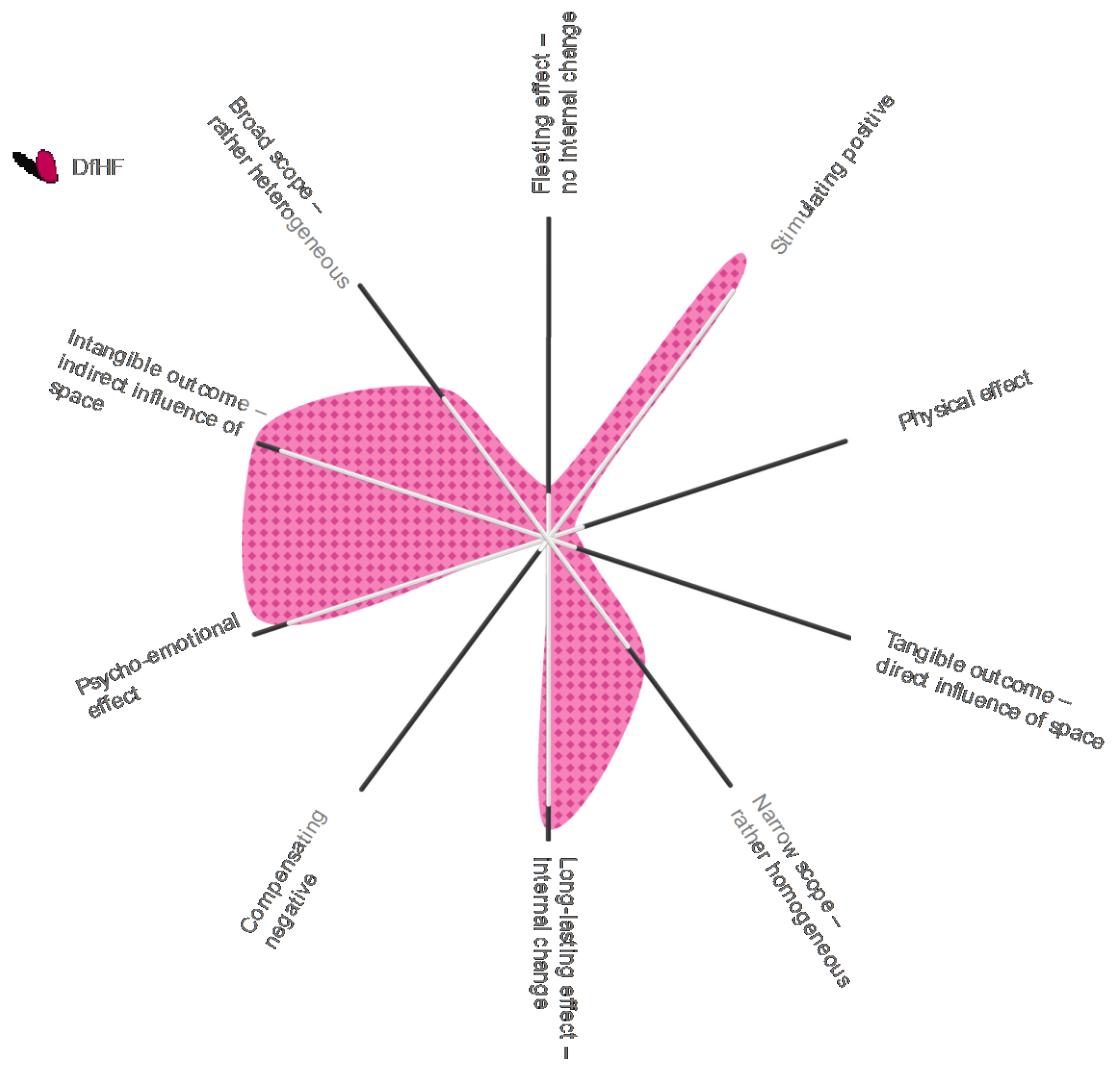 Fleeting effect –
no internal change
Broad scope –
rather heterogeneous
Stimulating positive
DfHF
Intangible outcome –
indirect influence of
space
Physical effect
Psycho-emotional
effect
Tangible outcome –
direct influence of space
Compensating
negative
Narrow scope –
rather homogeneous
Long-lasting effect –
Internal change